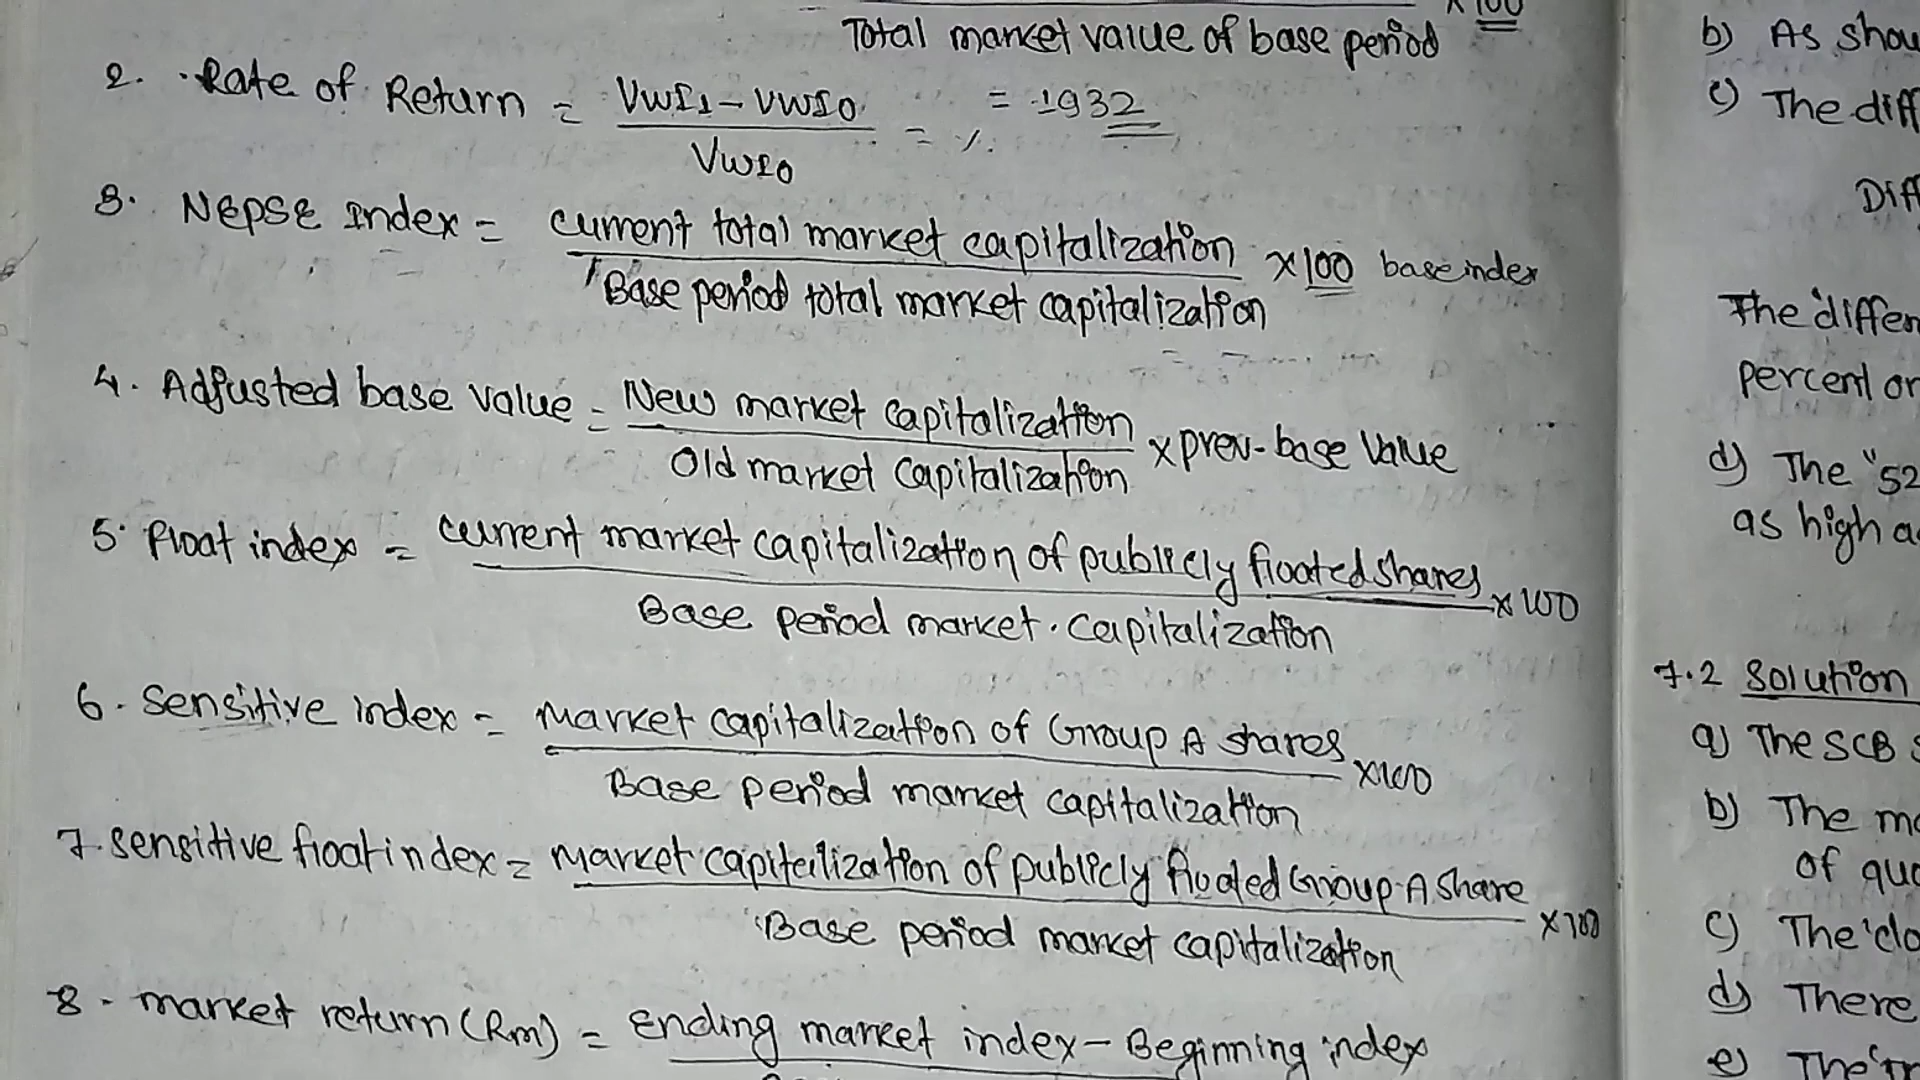 Total market value of base period ×100
2. Rate of Return = VWI1 - VWI0 = 1932
VWI0 = %
3. NEPSE Index = current total market capitalization ×100 base index
Base period total market capitalization
4. Adjusted base value = New market capitalization × prev. base value
Old market capitalization
5. Float index = current market capitalization of publicly floated shares ×100
Base period market capitalization
6. Sensitive index = Market capitalization of Group A shares ×100
Base period market capitalization
7. Sensitive float index = Market capitalization of publicly floated Group A share ×100
Base period market capitalization
8. market return (Rm) = Ending market index - Beginning index
b) As show
c) The diff
Diff
The differ
percent or
d) The "52
as high a
7.2 Solution
a) The SCB
b) The
of quo
c) The 'clo
d) There
e) The